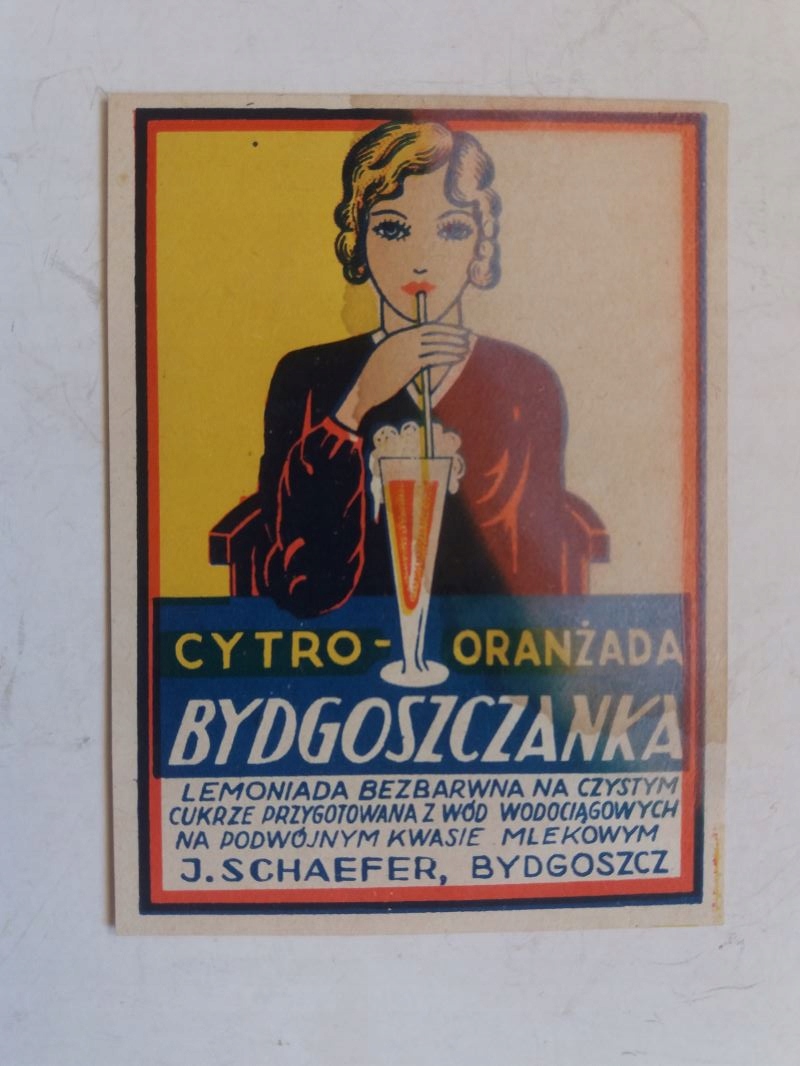 CYTRO-ORANŻADA
BYDGOSZCZANKA
LEMONIADA BEZBARWNA NA CZYSTYM
CUKRZE PRZYGOTOWANA Z WÓD WODOCIĄGOWYCH
NA PODWÓJNYM KWASIE MLEKOWYM
J. SCHAEFER, BYDGOSZCZ